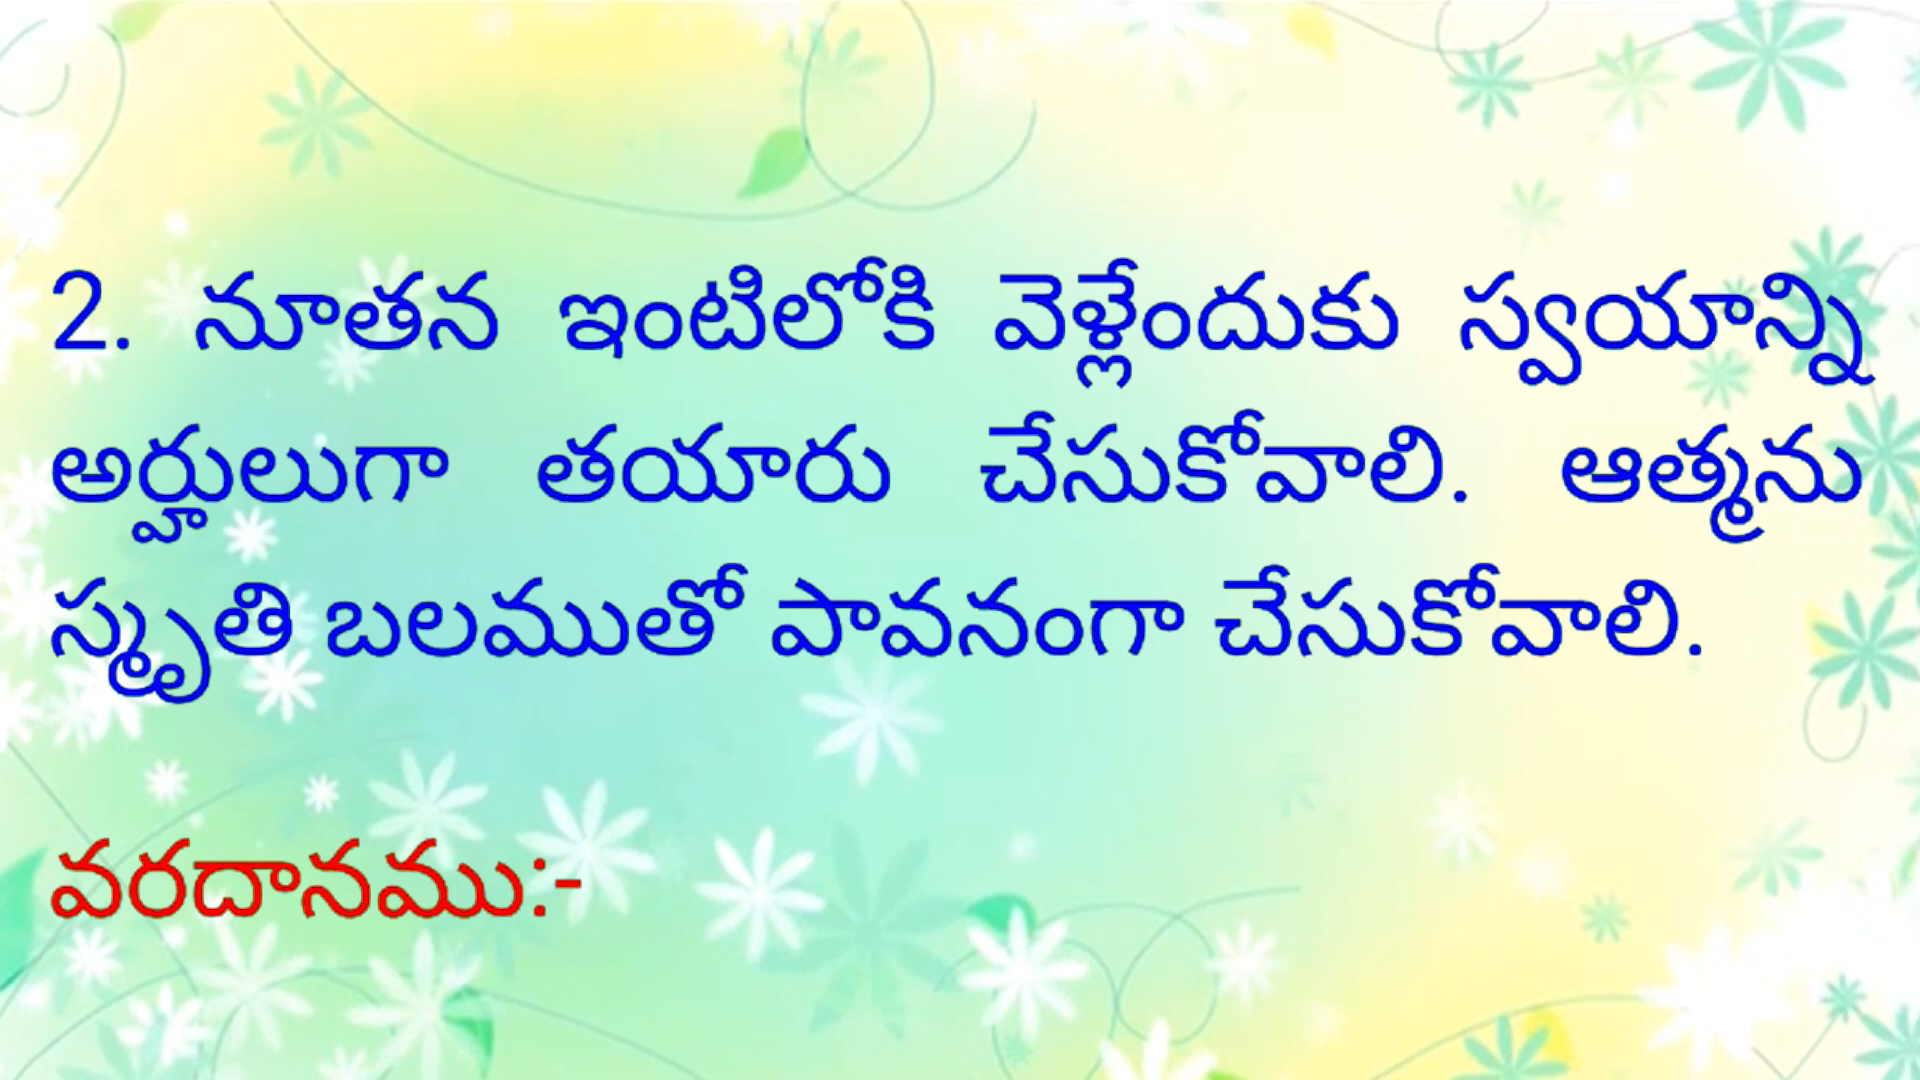 2. నూతన ఇంటిలోకి వెళ్లేందుకు స్వయాన్ని
అర్హులుగా తయారు చేసుకోవాలి. ఆత్మను
స్మృతి బలముతో పావనంగా చేసుకోవాలి.
వరదానము:-